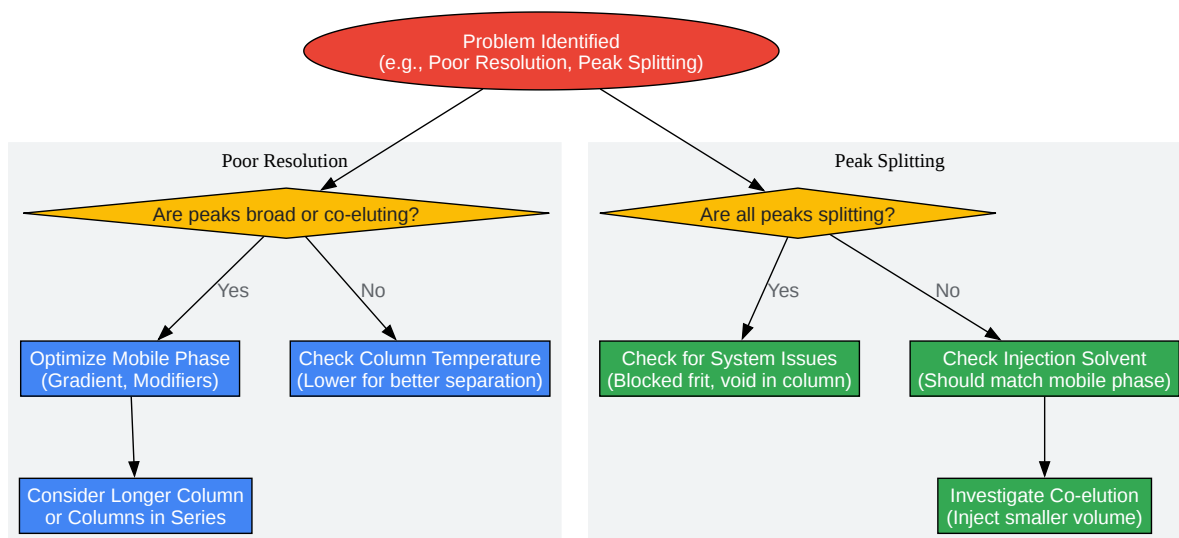 Problem Identified
(e.g., Poor Resolution, Peak Splitting)
Poor Resolution
Peak Splitting
Are peaks broad or co-eluting?
Are all peaks splitting?
Yes
No
Yes
No
Optimize Mobile Phase
(Gradient, Modifiers)
Check Column Temperature
(Lower for better separation)
Check for System Issues
(Blocked frit, void in column)
Check Injection Solvent
(Should match mobile phase)
Consider Longer Column
or Columns in Series
Investigate Co-elution
(Inject smaller volume)